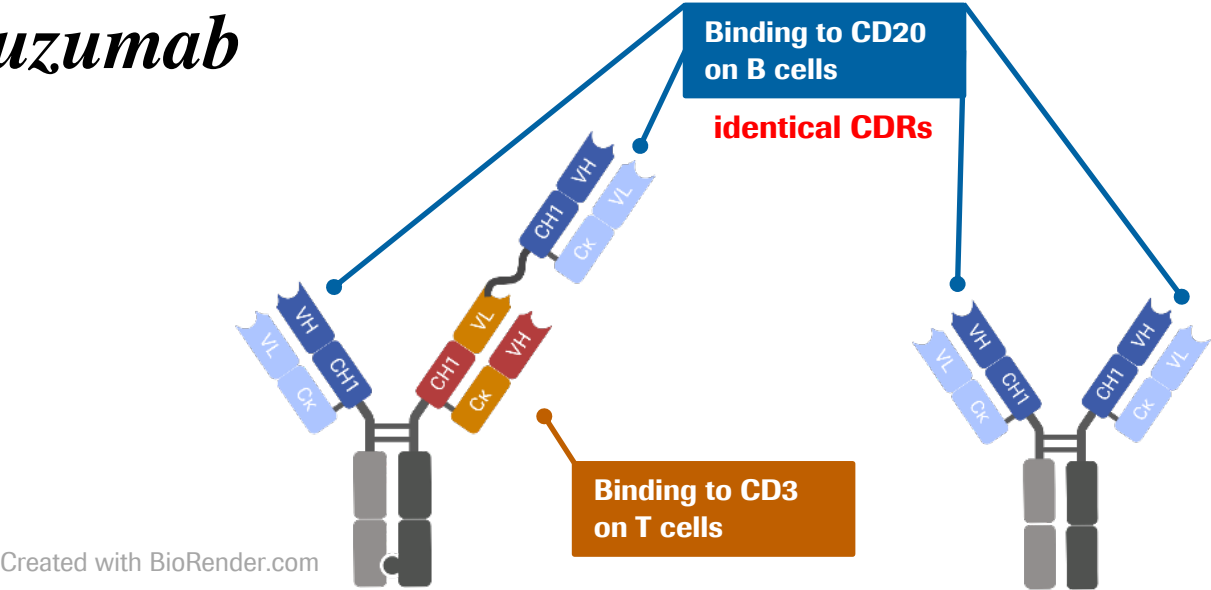 uzumab
Binding to CD20
on B cells
identical CDRs
VH
CH1
VL
Cκ
VL
VH
CH1
Cκ
VL
VH
CH1
Cκ
VL
VH
CH1
Cκ
VH
VL
CH1
Cκ
Binding to CD3
on T cells
Created with BioRender.com